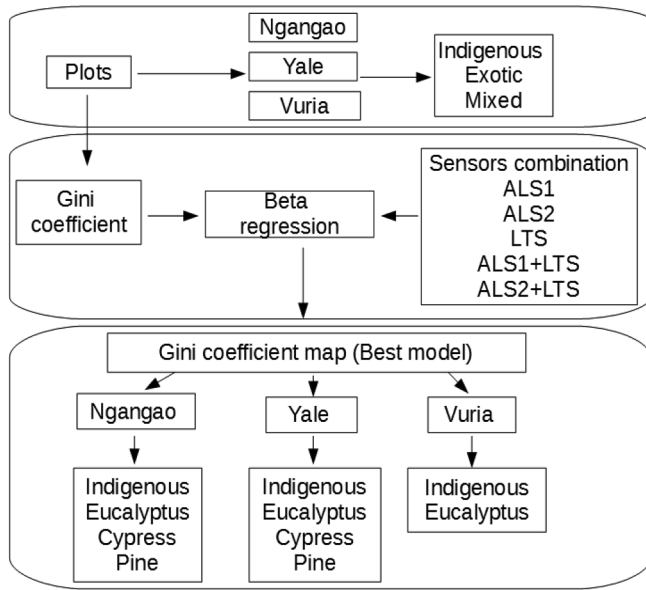 Plots
Ngangao
Yale
Vuria
Indigenous
Exotic
Mixed
Gini
coefficient
Beta
regression
Sensors combination
ALS1
ALS2
LTS
ALS1+LTS
ALS2+LTS
Gini coefficient map (Best model)
Ngangao
Yale
Vuria
Indigenous
Eucalyptus
Cypress
Pine
Indigenous
Eucalyptus
Cypress
Pine
Indigenous
Eucalyptus